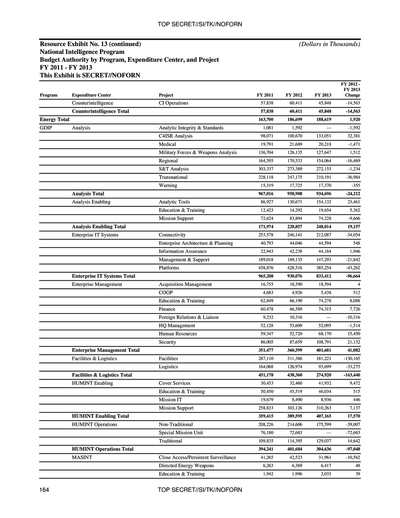 TOP SECRET//SI/TK//NOFORN
Resource Exhibit No. 13 (continued) (Dollars in Thousands)
National Intelligence Program
Budget Authority by Program, Expenditure Center, and Project
FY 2011 - FY 2013
This Exhibit is SECRET//NOFORN
FY 2012 -
FY 2013
Program Expenditure Center Project FY 2011 FY 2012 FY 2013 Change
Counterintelligence CI Operations 57,838 60,411 45,848 -14,563
Counterintelligence Total 57,838 60,411 45,848 -14,563
Energy Total 163,700 186,699 188,619 1,920
GDIP Analysis Analytic Integrity & Standards 1,081 1,592 — -1,592
C4ISR Analysis 98,071 100,670 133,051 32,381
Medical 19,791 21,689 20,218 -1,471
Military Forces & Weapons Analysis 136,704 126,135 127,647 1,512
Regional 164,595 170,533 154,064 -16,469
S&T Analysis 303,337 273,389 272,155 -1,234
Transnational 228,118 247,175 210,191 -36,984
Warning 15,319 17,725 17,370 -355
Analysis Total 967,016 958,908 934,696 -24,212
Analysis Enabling Analytic Tools 86,927 130,671 154,132 23,461
Education & Training 12,423 14,292 19,654 5,362
Mission Support 72,624 83,894 74,228 -9,666
Analysis Enabling Total 171,974 228,857 248,014 19,157
Enterprise IT Systems Connectivity 253,578 246,141 212,087 -34,054
Enterprise Architecture & Planning 40,793 44,046 44,594 548
Information Assurance 22,943 42,238 44,184 1,946
Management & Support 189,018 169,135 147,293 -21,842
Platforms 458,876 428,516 385,254 -43,262
Enterprise IT Systems Total 965,208 930,076 833,412 -96,664
Enterprise Management Acquisition Management 16,755 18,590 18,594 4
COOP 4,683 4,926 5,438 512
Education & Training 62,849 66,190 74,278 8,088
Finance 60,478 66,589 74,315 7,726
Foreign Relations & Liaison 9,232 10,316 — -10,316
HQ Management 52,128 53,609 52,095 -1,514
Human Resources 59,347 52,720 68,170 15,450
Security 86,005 87,659 108,791 21,132
Enterprise Management Total 351,477 360,599 401,681 41,082
Facilities & Logistics Facilities 287,110 311,386 181,221 -130,165
Logistics 164,068 126,974 93,699 -33,275
Facilities & Logistics Total 451,178 438,360 274,920 -163,440
HUMINT Enabling Cover Services 30,453 32,460 41,932 9,472
Education & Training 50,450 45,519 46,034 515
Mission IT 19,679 8,490 8,936 446
Mission Support 258,833 303,126 310,263 7,137
HUMINT Enabling Total 359,415 389,595 407,165 17,570
HUMINT Operations Non-Traditional 208,226 214,606 175,599 -39,007
Special Mission Unit 76,180 72,683 — -72,683
Traditional 109,835 114,395 129,037 14,642
HUMINT Operations Total 394,241 401,684 304,636 -97,048
MASINT Close Access/Persistent Surveillance 41,265 42,523 31,961 -10,562
Directed Energy Weapons 6,263 6,369 6,417 48
Education & Training 1,942 1,996 2,035 39
164 TOP SECRET//SI/TK//NOFORN